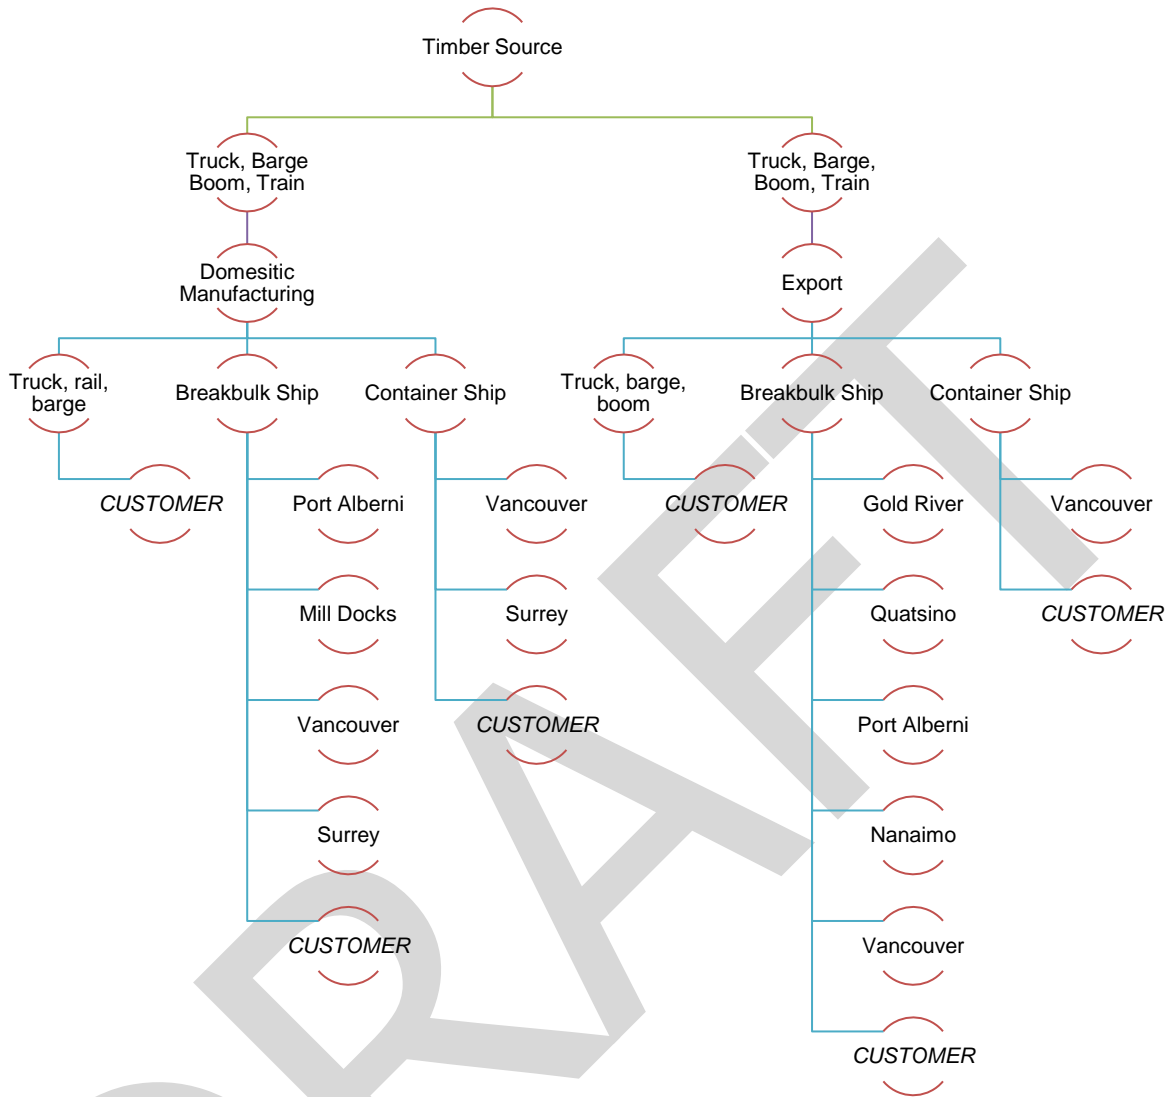 Timber Source
Truck, Barge
Boom, Train
Truck, Barge,
Boom, Train
Domesitic
Manufacturing
Export
Truck, rail,
barge
Breakbulk Ship
Container Ship
Truck, barge,
boom
Breakbulk Ship
Container Ship
CUSTOMER
Port Alberni
Vancouver
CUSTOMER
Gold River
Vancouver
Mill Docks
Surrey
Quatsino
CUSTOMER
Vancouver
CUSTOMER
Port Alberni
Surrey
Nanaimo
CUSTOMER
Vancouver
CUSTOMER
DRAFT